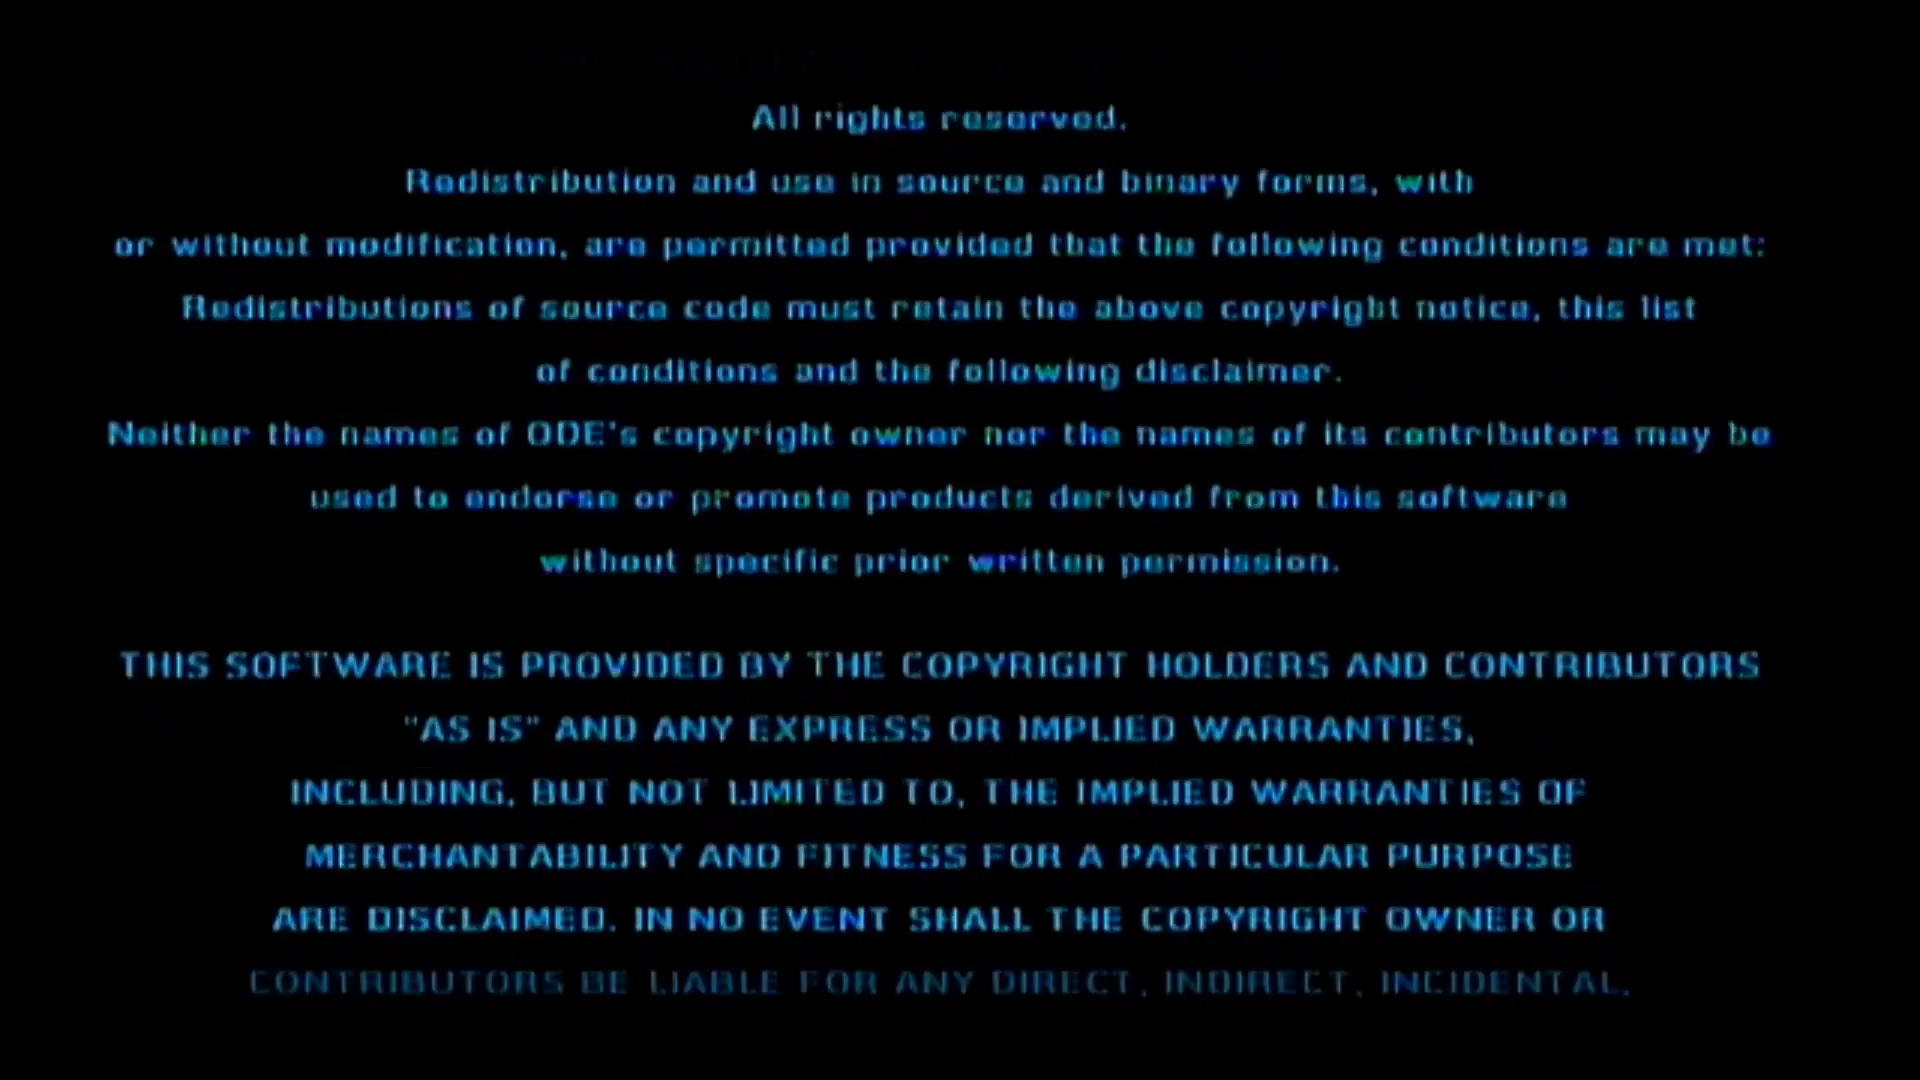 All rights reserved.
Redistribution and use in source and binary forms, with
or without modification, are permitted provided that the following conditions are met:
Redistributions of source code must retain the above copyright notice, this list
of conditions and the following disclaimer.
Neither the names of ODE's copyright owner nor the names of its contributors may be
used to endorse or promote products derived from this software
without specific prior written permission.
THIS SOFTWARE IS PROVIDED BY THE COPYRIGHT HOLDERS AND CONTRIBUTORS
"AS IS" AND ANY EXPRESS OR IMPLIED WARRANTIES,
INCLUDING, BUT NOT LIMITED TO, THE IMPLIED WARRANTIES OF
MERCHANTABILITY AND FITNESS FOR A PARTICULAR PURPOSE
ARE DISCLAIMED. IN NO EVENT SHALL THE COPYRIGHT OWNER OR
CONTRIBUTORS BE LIABLE FOR ANY DIRECT, INDIRECT, INCIDENTAL,